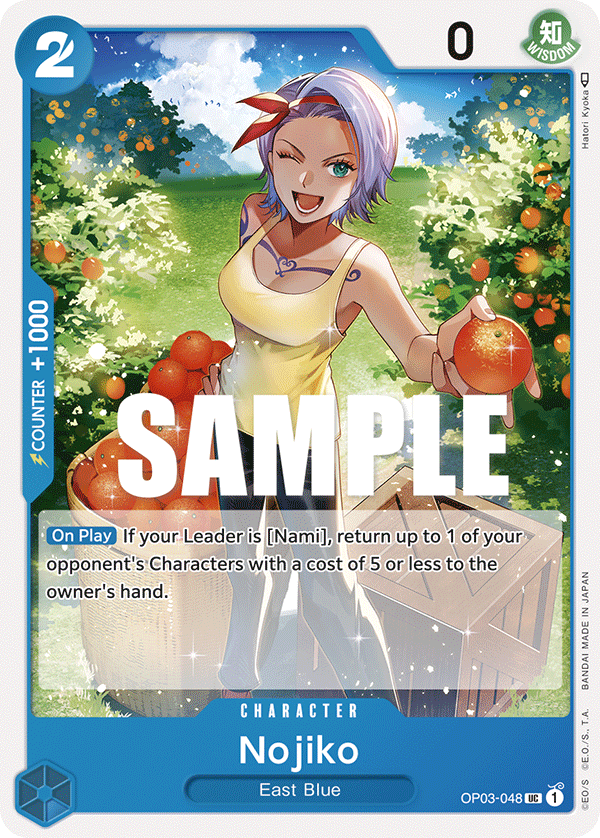 2
0
知
WISDOM
Hatori Kyoka
COUNTER +1000
SAMPLE
On Play If your Leader is [Nami], return up to 1 of your
opponent's Characters with a cost of 5 or less to the
owner's hand.
CHARACTER
Nojiko
East Blue
OP03-048 UC 1
©E.O/S ©E.O./S., T.A. BANDAI MADE IN JAPAN